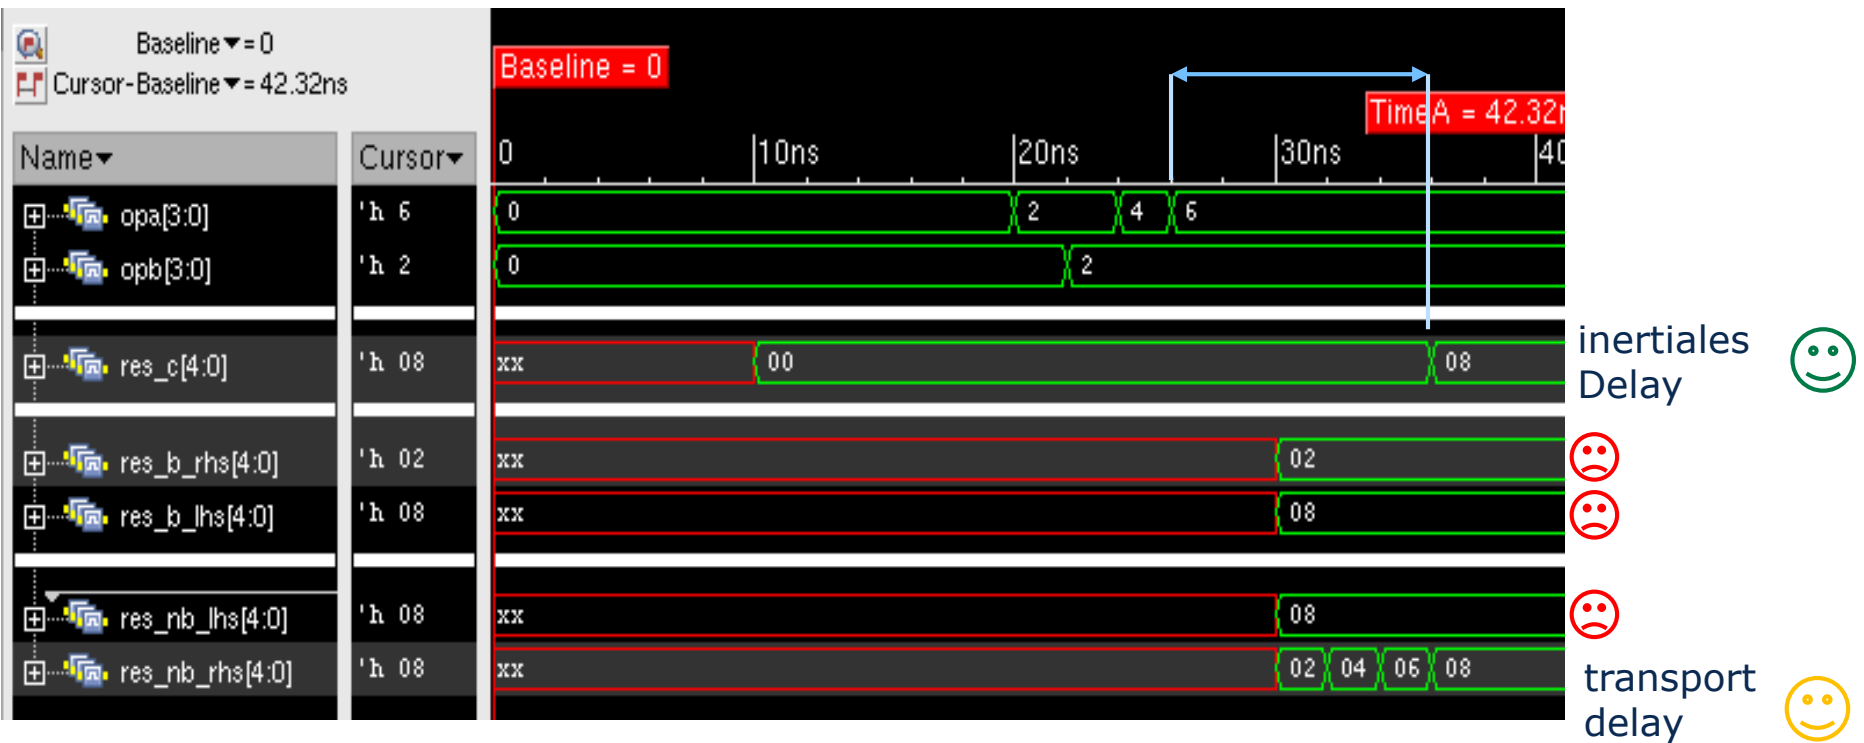 Baseline▼= 0
Cursor-Baseline▼= 42.32ns
Baseline = 0
TimeA = 42.32
Name▼ Cursor▼ 0 10ns 20ns 30ns 40
opa[3:0] 'h 6 0 2 4 6
opb[3:0] 'h 2 0 2
res_c[4:0] 'h 08 xx 00 08
inertiales
Delay
res_b_rhs[4:0] 'h 02 xx 02
res_b_lhs[4:0] 'h 08 xx 08
res_nb_lhs[4:0] 'h 08 xx 08
res_nb_rhs[4:0] 'h 08 xx 02 04 06 08
transport
delay